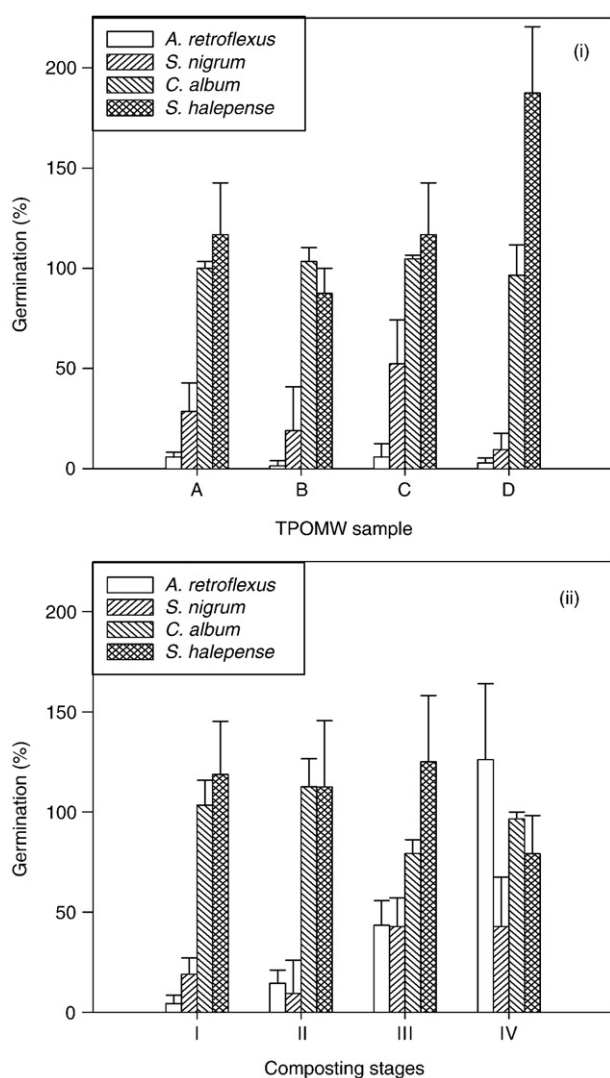 A. retroflexus
S. nigrum
C. album
S. halepense
(i)
200
150
100
50
0
Germination (%)
A B C D
TPOMW sample
A. retroflexus
S. nigrum
C. album
S. halepense
(ii)
200
150
100
50
0
Germination (%)
I II III IV
Composting stages